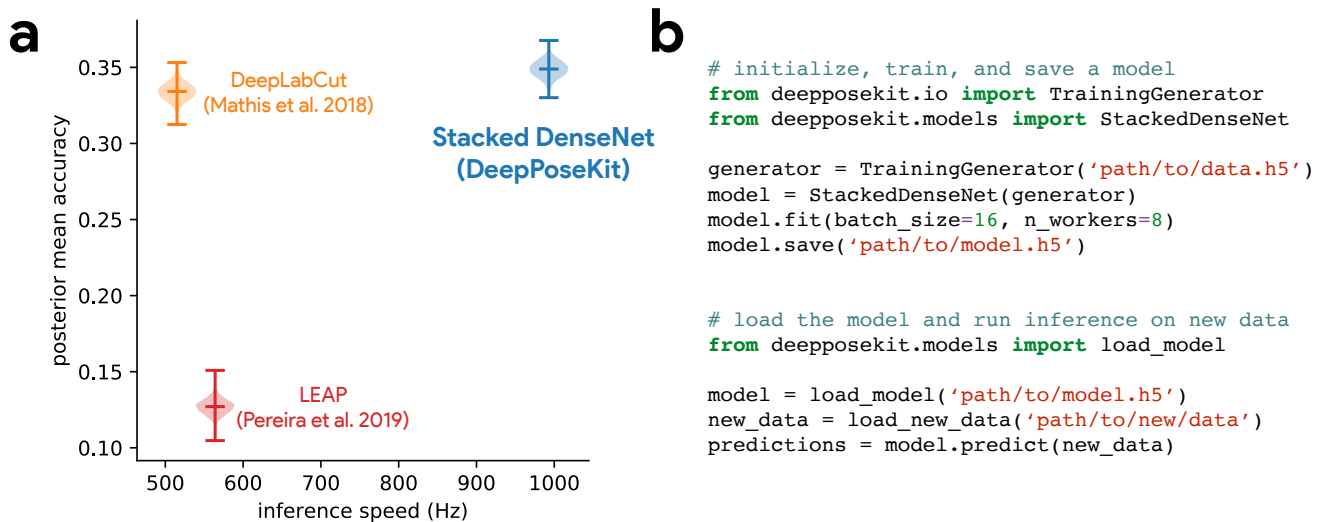 a
0.35
0.30
0.25
0.20
0.15
0.10
posterior mean accuracy
500 600 700 800 900 1000
inference speed (Hz)
DeepLabCut
(Mathis et al. 2018)
Stacked DenseNet
(DeepPoseKit)
LEAP
(Pereira et al. 2019)
b
# initialize, train, and save a model
from deepposekit.io import TrainingGenerator
from deepposekit.models import StackedDenseNet
generator = TrainingGenerator(‘path/to/data.h5’)
model = StackedDenseNet(generator)
model.fit(batch_size=16, n_workers=8)
model.save(‘path/to/model.h5’)
# load the model and run inference on new data
from deepposekit.models import load_model
model = load_model(‘path/to/model.h5’)
new_data = load_new_data(‘path/to/new/data’)
predictions = model.predict(new_data)